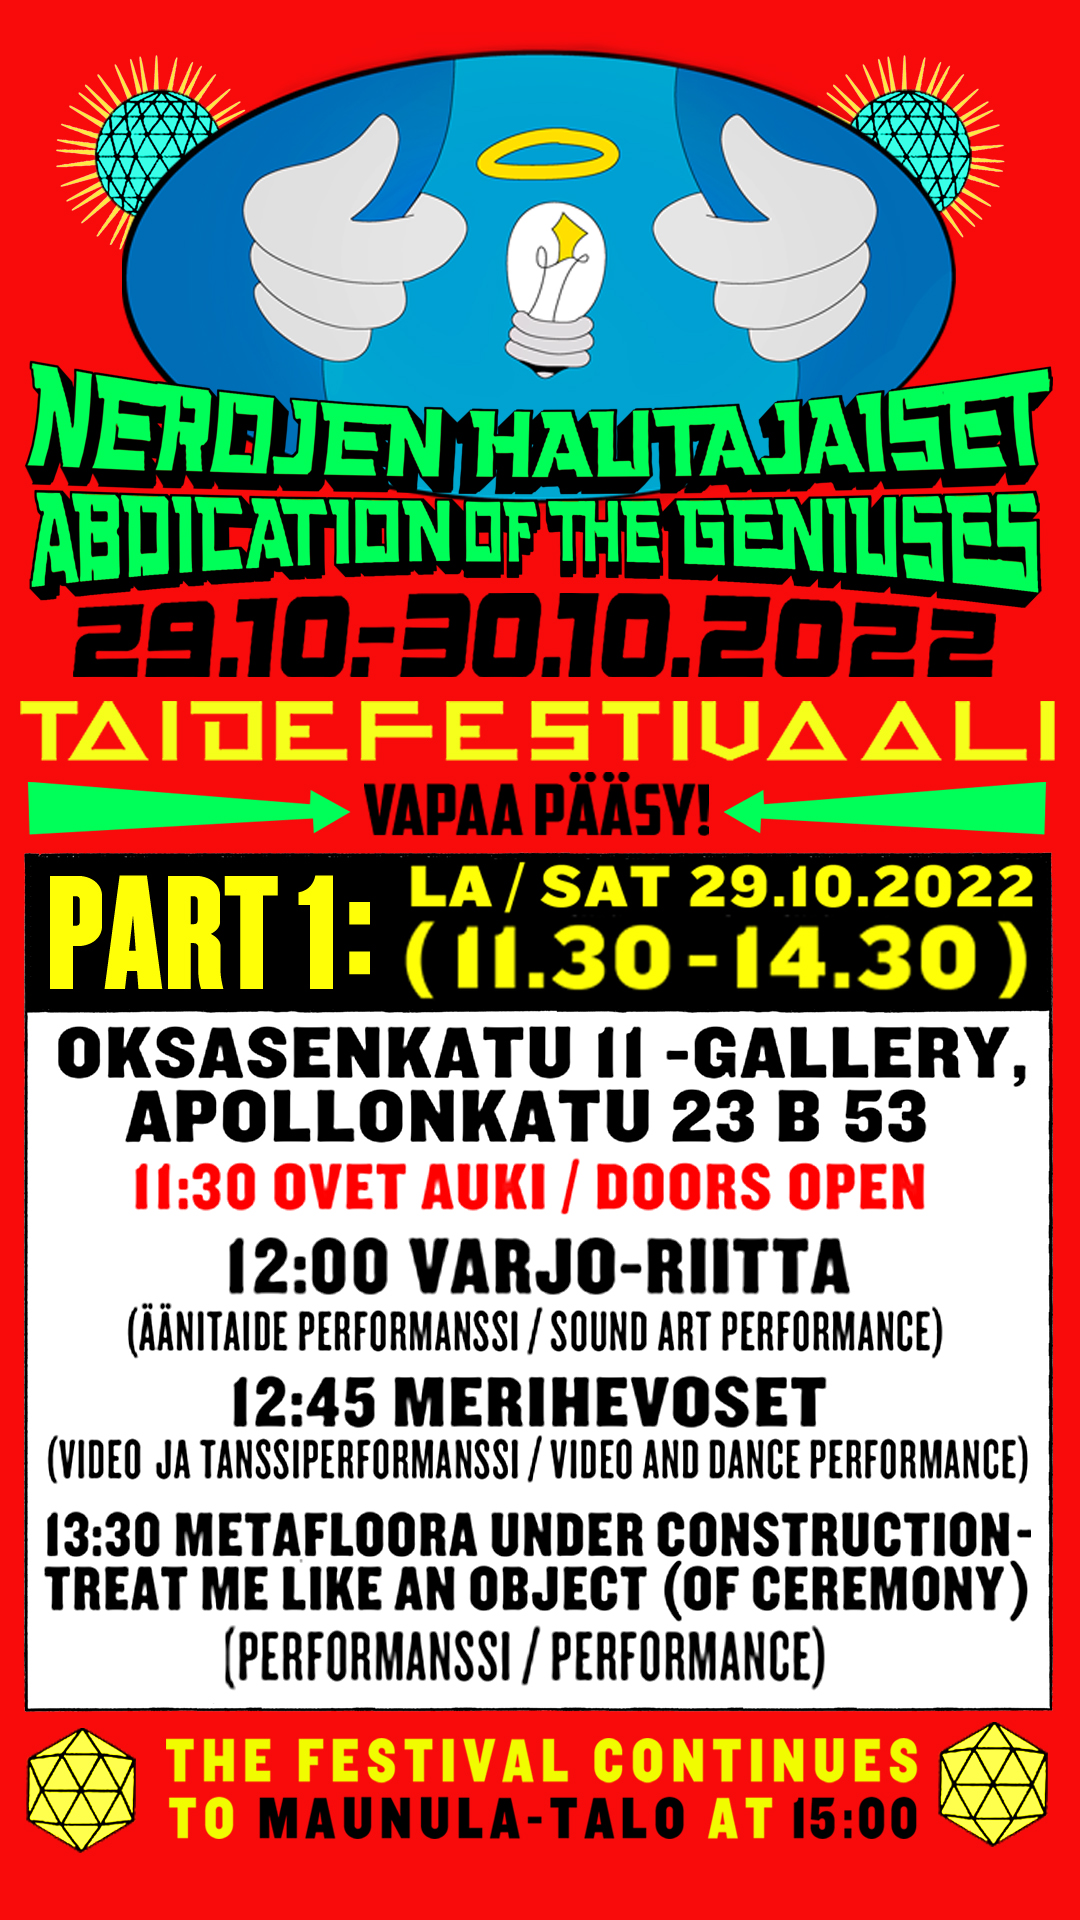 NEROJEN HAUTAJAISET
ABDICATION OF THE GENIUSES
29.10.-30.10.2022
TAIDEFESTIVAALI
VAPAA PÄÄSY!
PART 1:
LA / SAT 29.10.2022
(11.30-14.30)
OKSASENKATU 11 -GALLERY,
APOLLONKATU 23 B 53
11:30 OVET AUKI / DOORS OPEN
12:00 VARJO-RIITTA
(ÄÄNITAIDE PERFORMANSSI / SOUND ART PERFORMANCE)
12:45 MERIHEVOSET
(VIDEO JA TANSSIPERFORMANSSI / VIDEO AND DANCE PERFORMANCE)
13:30 METAFLOORA UNDER CONSTRUCTION-
TREAT ME LIKE AN OBJECT (OF CEREMONY)
(PERFORMANSSI / PERFORMANCE)
THE FESTIVAL CONTINUES
TO MAUNULA-TALO AT 15:00